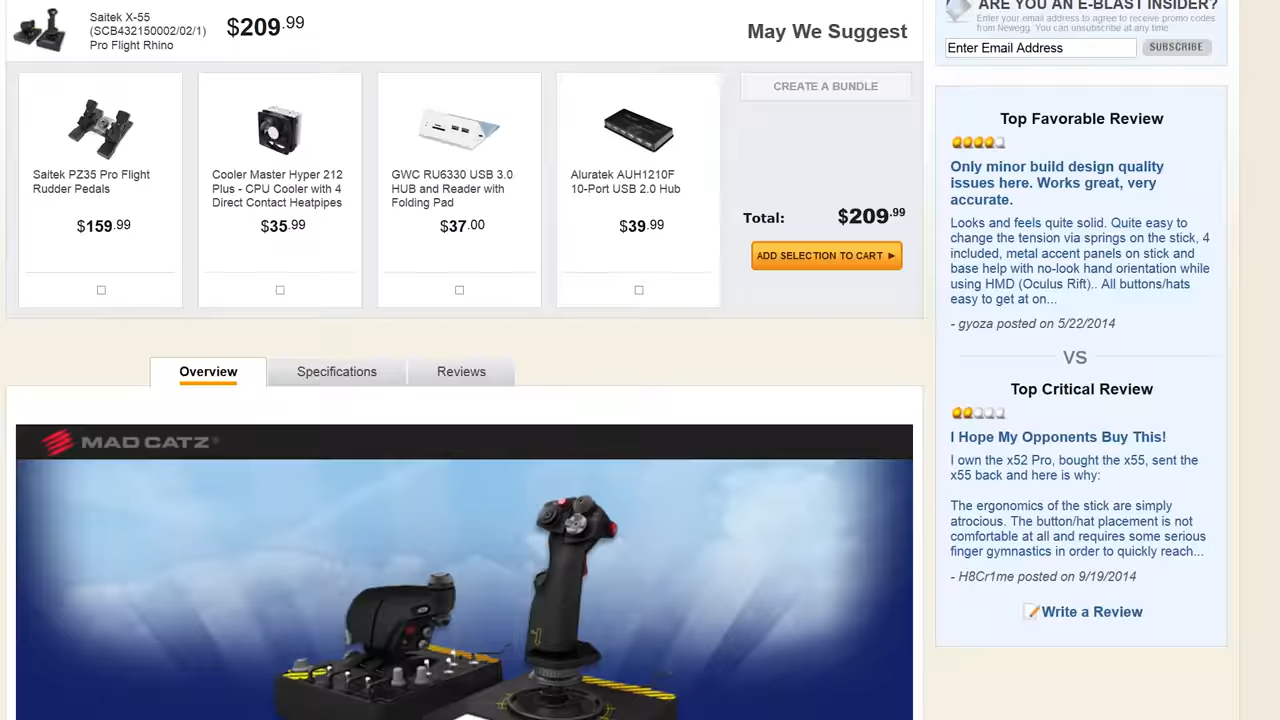 Saitek X-55
(SCB432150002/02/1)
Pro Flight Rhino
$209.99
May We Suggest
Saitek PZ35 Pro Flight
Rudder Pedals
$159.99
Cooler Master Hyper 212
Plus - CPU Cooler with 4
Direct Contact Heatpipes
$35.99
GWC RU6330 USB 3.0
HUB and Reader with
Folding Pad
$37.00
Aluratek AUH1210F
10-Port USB 2.0 Hub
$39.99
CREATE A BUNDLE
Total: $209.99
ADD SELECTION TO CART ►
Overview
Specifications
Reviews
MAD CATZ®
ARE YOU AN E-BLAST INSIDER?
Enter your email address to agree to receive promo codes
from Newegg. You can unsubscribe at any time
Enter Email Address
SUBSCRIBE
Top Favorable Review
Only minor build design quality
issues here. Works great, very
accurate.
Looks and feels quite solid. Quite easy to
change the tension via springs on the stick, 4
included, metal accent panels on stick and
base help with no-look hand orientation while
using HMD (Oculus Rift).. All buttons/hats
easy to get at on...
- gyoza posted on 5/22/2014
VS
Top Critical Review
I Hope My Opponents Buy This!
I own the x52 Pro, bought the x55, sent the
x55 back and here is why:
The ergonomics of the stick are simply
atrocious. The button/hat placement is not
comfortable at all and requires some serious
finger gymnastics in order to quickly reach...
- H8Cr1me posted on 9/19/2014
Write a Review